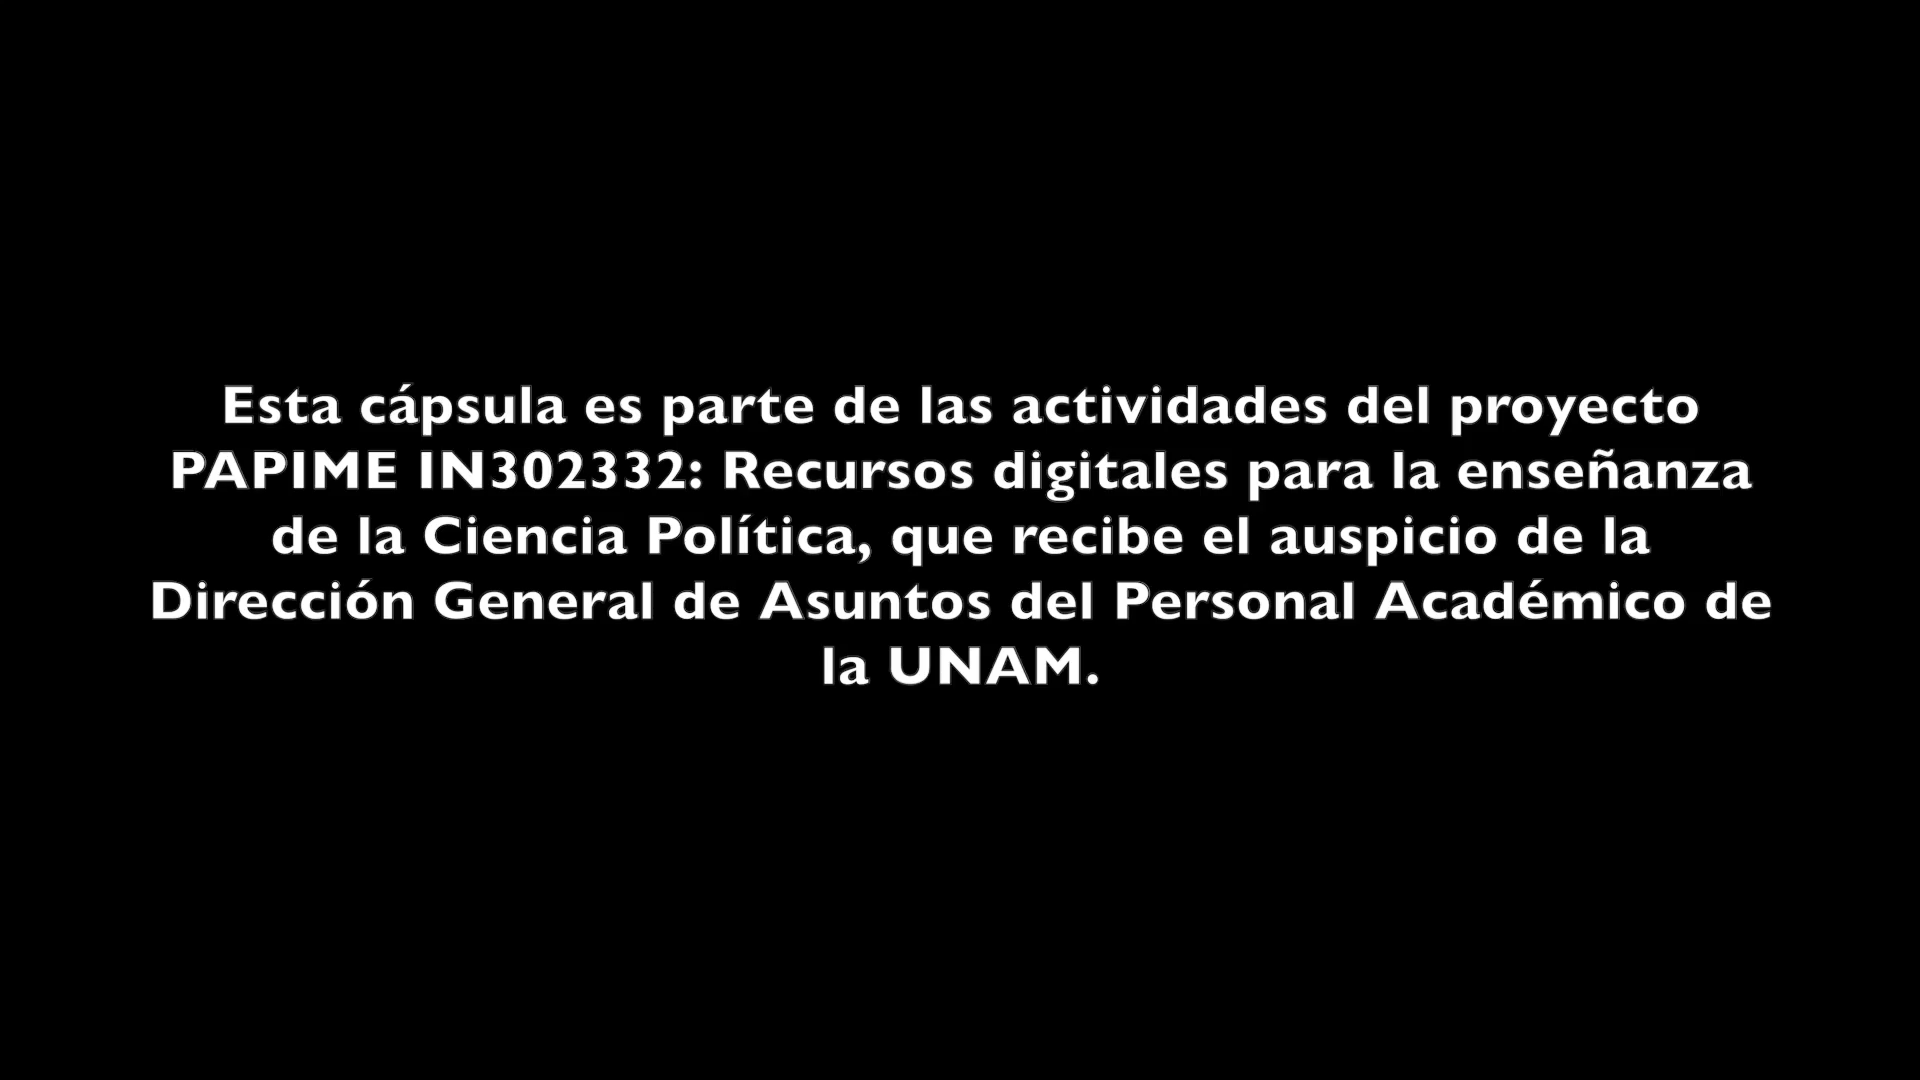 Esta cápsula es parte de las actividades del proyecto
PAPIME IN302332: Recursos digitales para la enseñanza
de la Ciencia Política, que recibe el auspicio de la
Dirección General de Asuntos del Personal Académico de
la UNAM.